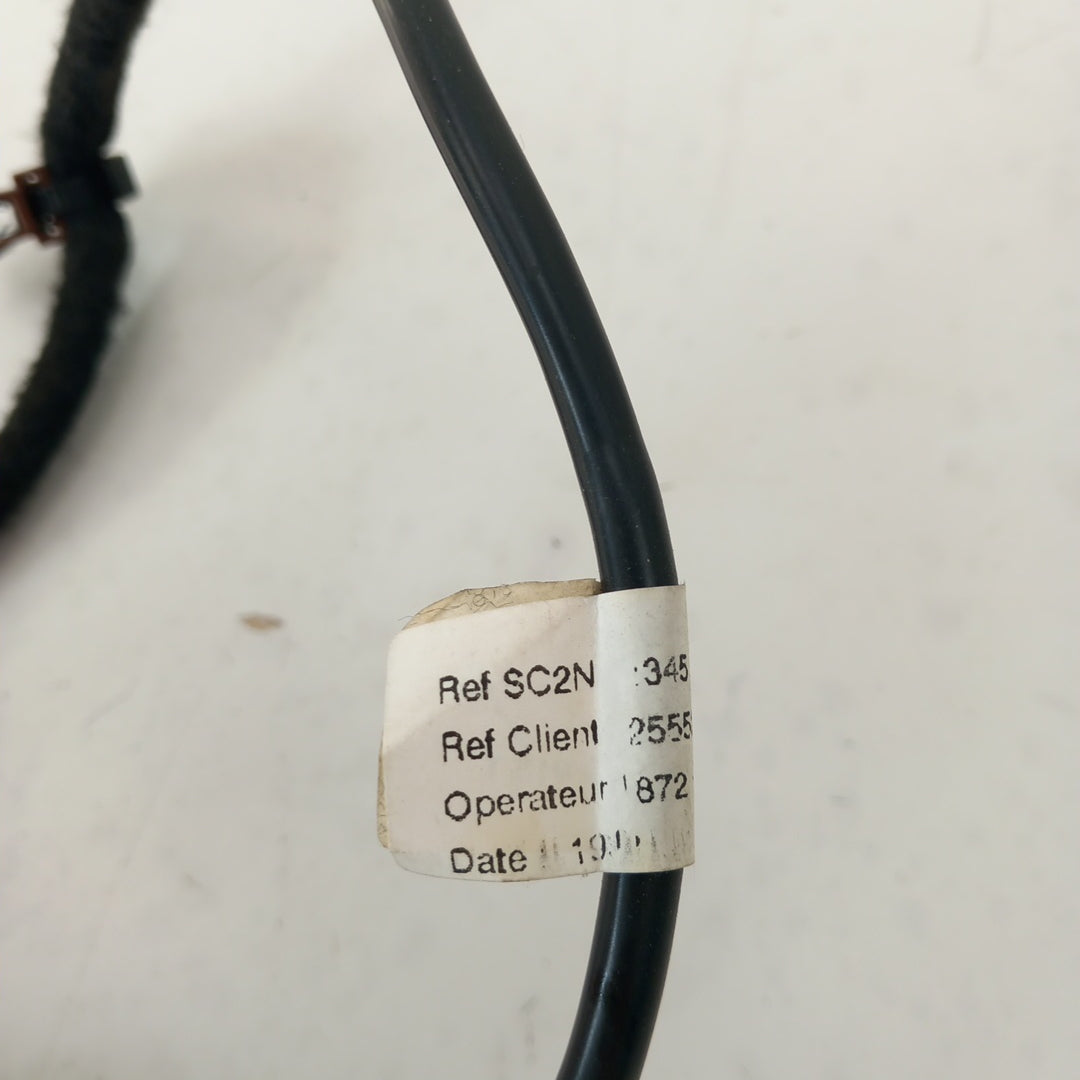 Ref SC2N :345
Ref Client 2555
Operateur 872
Date